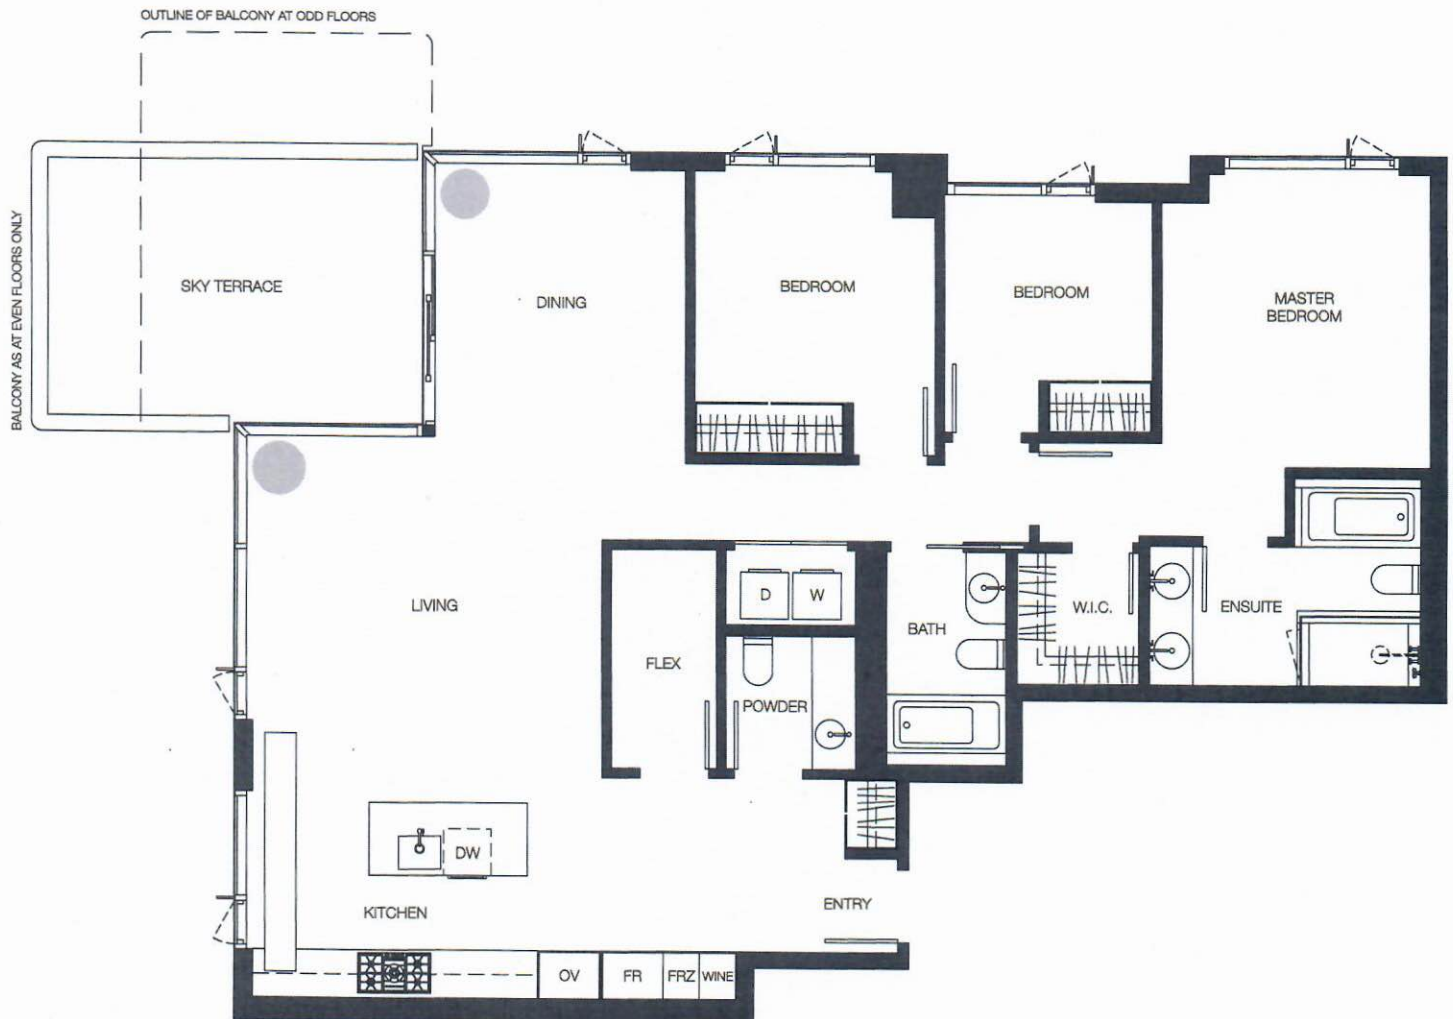 OUTLINE OF BALCONY AT ODD FLOORS
BALCONY AS AT EVEN FLOORS ONLY
SKY TERRACE
DINING
BEDROOM
BEDROOM
MASTER
BEDROOM
LIVING
FLEX
D
W
POWDER
BATH
W.I.C.
ENSUITE
DW
KITCHEN
ENTRY
OV
FR
FRZ
WINE